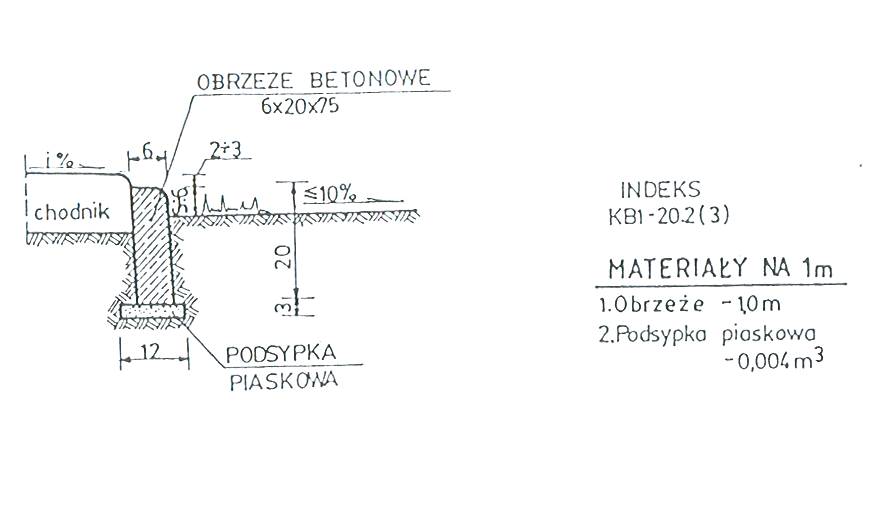 OBRZEŻE BETONOWE
6x20x75
i%
6
2÷3
≤10%
chodnik
20
3
12
PODSYPKA
PIASKOWA
INDEKS
KB1-20.2(3)
MATERIAŁY NA 1m
1.Obrzeże -1,0m
2.Podsypka piaskowa
-0,004m³